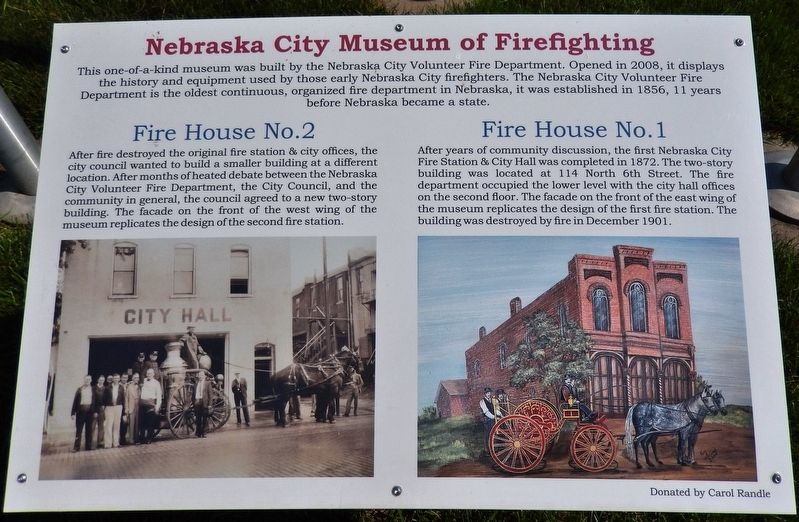 Nebraska City Museum of Firefighting
This one-of-a-kind museum was built by the Nebraska City Volunteer Fire Department. Opened in 2008, it displays
the history and equipment used by those early Nebraska City firefighters. The Nebraska City Volunteer Fire
Department is the oldest continuous, organized fire department in Nebraska, it was established in 1856, 11 years
before Nebraska became a state.
Fire House No.2
After fire destroyed the original fire station & city offices, the
city council wanted to build a smaller building at a different
location. After months of heated debate between the Nebraska
City Volunteer Fire Department, the City Council, and the
community in general, the council agreed to a new two-story
building. The facade on the front of the west wing of the
museum replicates the design of the second fire station.
CITY HALL
Fire House No.1
After years of community discussion, the first Nebraska City
Fire Station & City Hall was completed in 1872. The two-story
building was located at 114 North 6th Street. The fire
department occupied the lower level with the city hall offices
on the second floor. The facade on the front of the east wing of
the museum replicates the design of the first fire station. The
building was destroyed by fire in December 1901.
Donated by Carol Randle